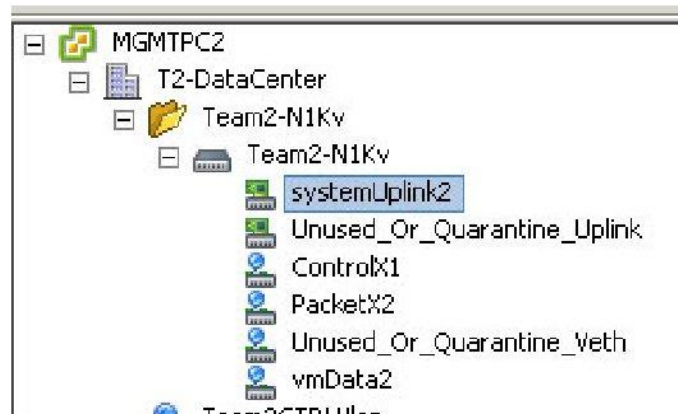 MGMTPC2
T2-DataCenter
Team2-N1Kv
Team2-N1Kv
systemUplink2
Unused_Or_Quarantine_Uplink
ControlX1
PacketX2
Unused_Or_Quarantine_Veth
vmData2